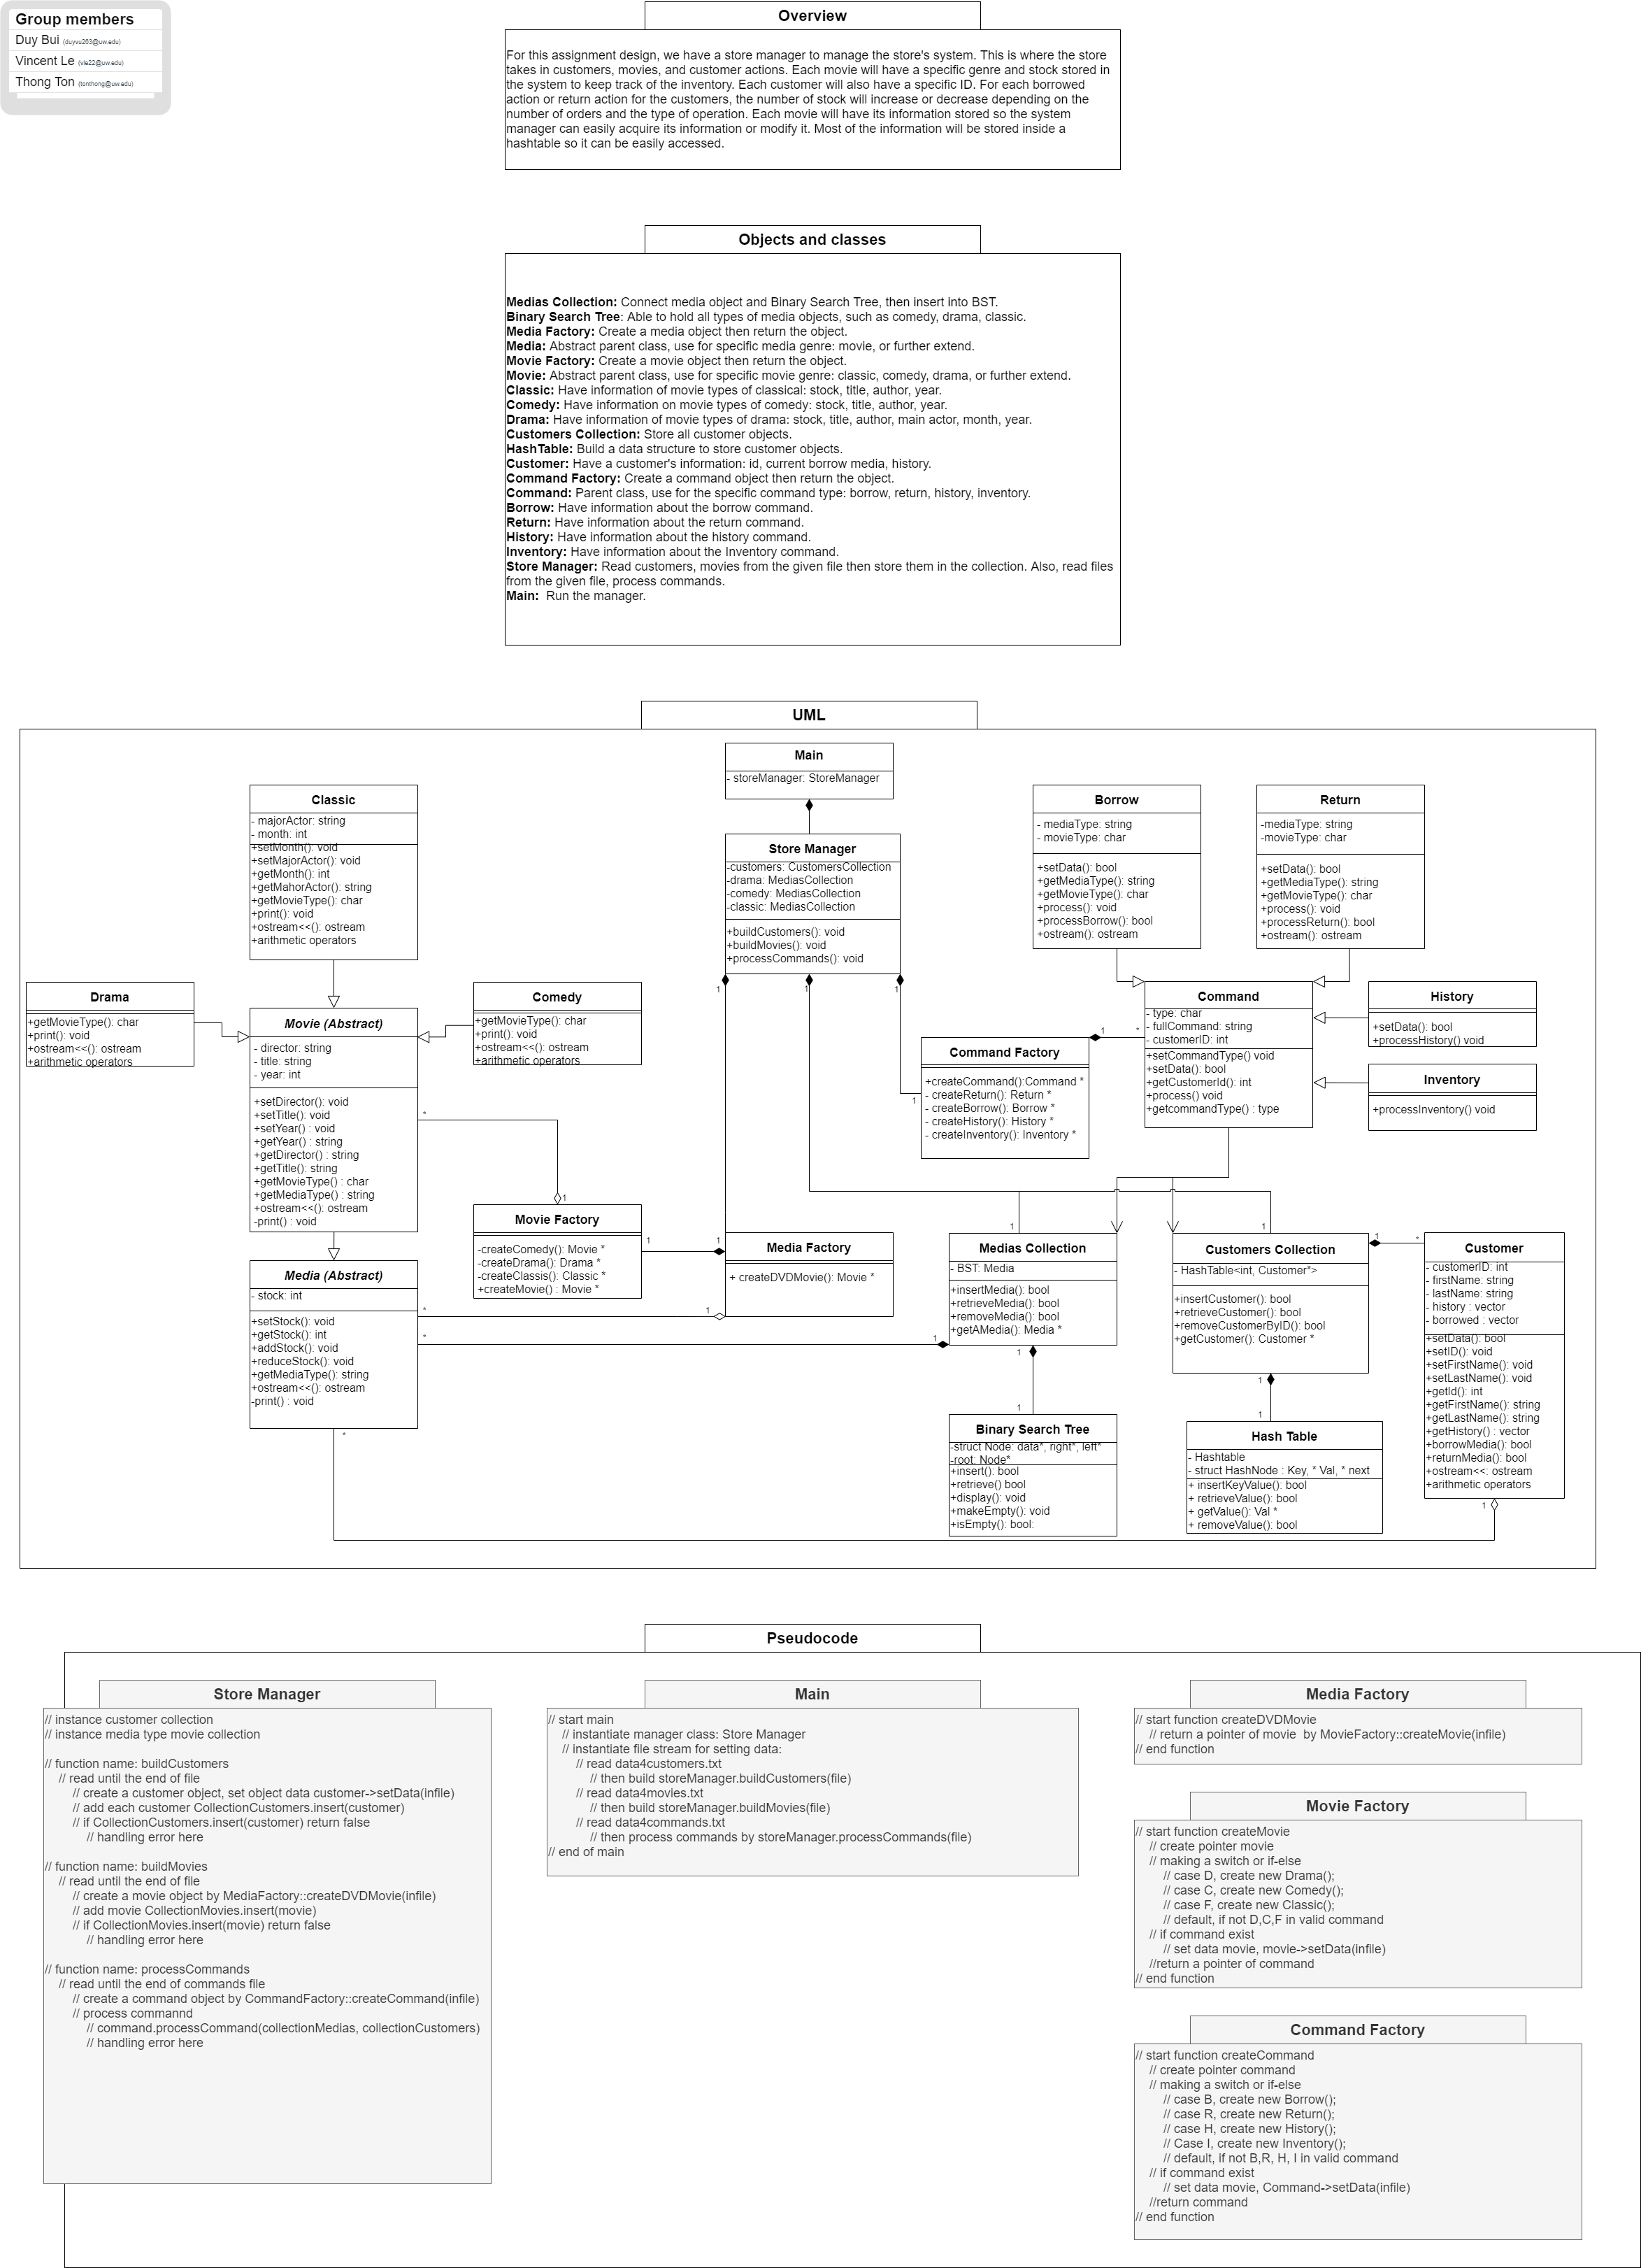 Group members
Duy Bui (duyvu263@uw.edu)
Vincent Le (vle22@uw.edu)
Thong Ton (tonthong@uw.edu)
Overview
For this assignment design, we have a store manager to manage the store's system. This is where the store
takes in customers, movies, and customer actions. Each movie will have a specific genre and stock stored in
the system to keep track of the inventory. Each customer will also have a specific ID. For each borrowed
action or return action for the customers, the number of stock will increase or decrease depending on the
number of orders and the type of operation. Each movie will have its information stored so the system
manager can easily acquire its information or modify it. Most of the information will be stored inside a
hashtable so it can be easily accessed.
Objects and classes
Medias Collection: Connect media object and Binary Search Tree, then insert into BST.
Binary Search Tree: Able to hold all types of media objects, such as comedy, drama, classic.
Media Factory: Create a media object then return the object.
Media: Abstract parent class, use for specific media genre: movie, or further extend.
Movie Factory: Create a movie object then return the object.
Movie: Abstract parent class, use for specific movie genre: classic, comedy, drama, or further extend.
Classic: Have information of movie types of classical: stock, title, author, year.
Comedy: Have information on movie types of comedy: stock, title, author, year.
Drama: Have information of movie types of drama: stock, title, author, main actor, month, year.
Customers Collection: Store all customer objects.
HashTable: Build a data structure to store customer objects.
Customer: Have a customer's information: id, current borrow media, history.
Command Factory: Create a command object then return the object.
Command: Parent class, use for the specific command type: borrow, return, history, inventory.
Borrow: Have information about the borrow command.
Return: Have information about the return command.
History: Have information about the history command.
Inventory: Have information about the Inventory command.
Store Manager: Read customers, movies from the given file then store them in the collection. Also, read files
from the given file, process commands.
Main: Run the manager.
UML
Main
- storeManager: StoreManager
Classic
- majorActor: string
- month: int
+setMonth(): void
+setMajorActor(): void
+getMonth(): int
+getMahorActor(): string
+getMovieType(): char
+print(): void
+ostream<<(): ostream
+arithmetic operators
Store Manager
-customers: CustomersCollection
-drama: MediasCollection
-comedy: MediasCollection
-classic: MediasCollection
+buildCustomers(): void
+buildMovies(): void
+processCommands(): void
1
1
1
Borrow
- mediaType: string
- movieType: char
+setData(): bool
+getMediaType(): string
+getMovieType(): char
+process(): void
+processBorrow(): bool
+ostream(): ostream
Return
-mediaType: string
-movieType: char
+setData(): bool
+getMediaType(): string
+getMovieType(): char
+process(): void
+processReturn(): bool
+ostream(): ostream
Drama
+getMovieType(): char
+print(): void
+ostream<<(): ostream
+arithmetic operators
Movie (Abstract)
- director: string
- title: string
- year: int
+setDirector(): void
+setTitle(): void
+setYear() : void
+getYear() : string
+getDirector() : string
+getTitle(): string
+getMovieType() : char
+getMediaType() : string
+ostream<<(): ostream
-print() : void
Comedy
+getMovieType(): char
+print(): void
+ostream<<(): ostream
+arithmetic operators
Command Factory
+createCommand():Command *
- createReturn(): Return *
- createBorrow(): Borrow *
- createHistory(): History *
- createInventory(): Inventory *
1
1
*
Command
- type: char
- fullCommand: string
- customerID: int
+setCommandType() void
+setData(): bool
+getCustomerId(): int
+process() void
+getcommandType() : type
History
+setData(): bool
+processHistory() void
Inventory
+processInventory() void
*
1
Movie Factory
-createComedy(): Movie *
-createDrama(): Drama *
-createClassis(): Classic *
+createMovie() : Movie *
1
1
Media Factory
+ createDVDMovie(): Movie *
1
*
Media (Abstract)
- stock: int
+setStock(): void
+getStock(): int
+addStock(): void
+reduceStock(): void
+getMediaType(): string
+ostream<<(): ostream
-print() : void
*
*
1
1
Medias Collection
- BST: Media
+insertMedia(): bool
+retrieveMedia(): bool
+removeMedia(): bool
+getAMedia(): Media *
1
1
1
Customers Collection
- HashTable<int, Customer*>
+insertCustomer(): bool
+retrieveCustomer(): bool
+removeCustomerByID(): bool
+getCustomer(): Customer *
1
*
1
1
Customer
- customerID: int
- firstName: string
- lastName: string
- history : vector
- borrowed : vector
+setData(): bool
+setID(): void
+setFirstName(): void
+setLastName(): void
+getId(): int
+getFirstName(): string
+getLastName(): string
+getHistory() : vector
+borrowMedia(): bool
+returnMedia(): bool
+ostream<<: ostream
+arithmetic operators
1
Binary Search Tree
-struct Node: data*, right*, left*
-root: Node*
+insert(): bool
+retrieve() bool
+display(): void
+makeEmpty(): void
+isEmpty(): bool:
Hash Table
- Hashtable
- struct HashNode : Key, * Val, * next
+ insertKeyValue(): bool
+ retrieveValue(): bool
+ getValue(): Val *
+ removeValue(): bool
Pseudocode
Store Manager
// instance customer collection
// instance media type movie collection
// function name: buildCustomers
// read until the end of file
// create a customer object, set object data customer->setData(infile)
// add each customer CollectionCustomers.insert(customer)
// if CollectionCustomers.insert(customer) return false
// handling error here
// function name: buildMovies
// read until the end of file
// create a movie object by MediaFactory::createDVDMovie(infile)
// add movie CollectionMovies.insert(movie)
// if CollectionMovies.insert(movie) return false
// handling error here
// function name: processCommands
// read until the end of commands file
// create a command object by CommandFactory::createCommand(infile)
// process commannd
// command.processCommand(collectionMedias, collectionCustomers)
// handling error here
Main
// start main
// instantiate manager class: Store Manager
// instantiate file stream for setting data:
// read data4customers.txt
// then build storeManager.buildCustomers(file)
// read data4movies.txt
// then build storeManager.buildMovies(file)
// read data4commands.txt
// then process commands by storeManager.processCommands(file)
// end of main
Media Factory
// start function createDVDMovie
// return a pointer of movie by MovieFactory::createMovie(infile)
// end function
Movie Factory
// start function createMovie
// create pointer movie
// making a switch or if-else
// case D, create new Drama();
// case C, create new Comedy();
// case F, create new Classic();
// default, if not D,C,F in valid command
// if command exist
// set data movie, movie->setData(infile)
//return a pointer of command
// end function
Command Factory
// start function createCommand
// create pointer command
// making a switch or if-else
// case B, create new Borrow();
// case R, create new Return();
// case H, create new History();
// Case I, create new Inventory();
// default, if not B,R, H, I in valid command
// if command exist
// set data movie, Command->setData(infile)
//return command
// end function